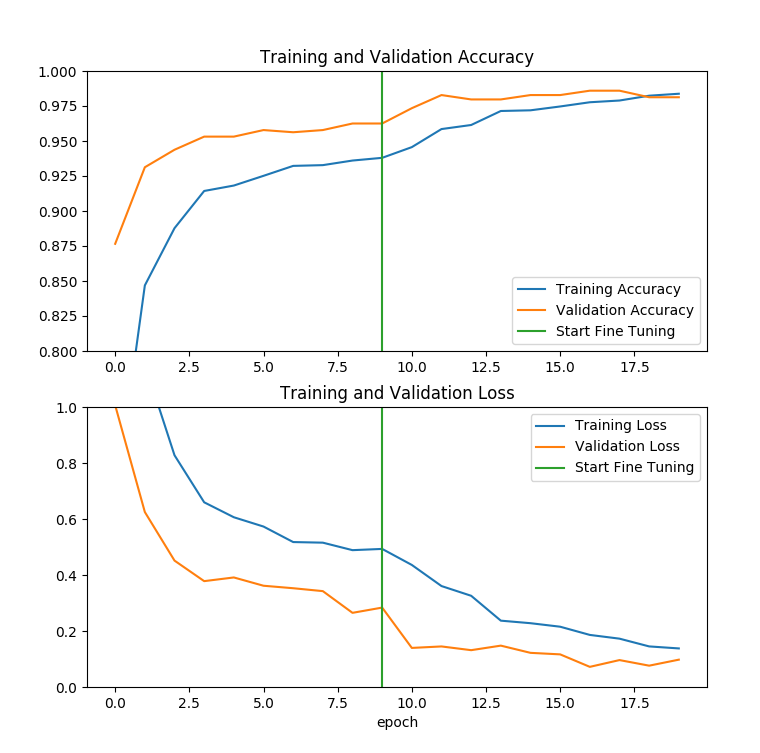 Training and Validation Accuracy
1.000
0.975
0.950
0.925
0.900
0.875
0.850
0.825
0.800
Training Accuracy
Validation Accuracy
Start Fine Tuning
0.0 2.5 5.0 7.5 10.0 12.5 15.0 17.5
Training and Validation Loss
1.0
0.8
0.6
0.4
0.2
0.0
Training Loss
Validation Loss
Start Fine Tuning
0.0 2.5 5.0 7.5 10.0 12.5 15.0 17.5
epoch